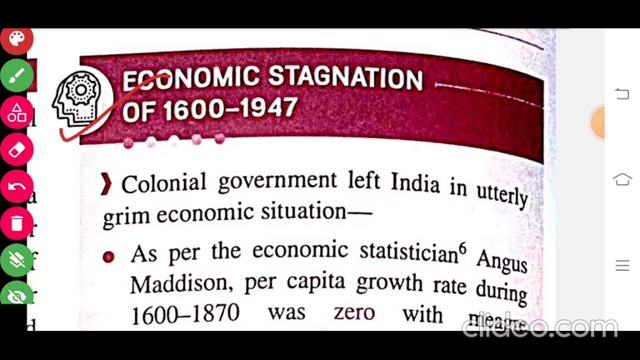 ECONOMIC STAGNATION
OF 1600–1947
❫ Colonial government left India in utterly
grim economic situation—
• As per the economic statistician⁶ Angus
Maddison, per capita growth rate during
1600–1870 was zero with
clideo.com